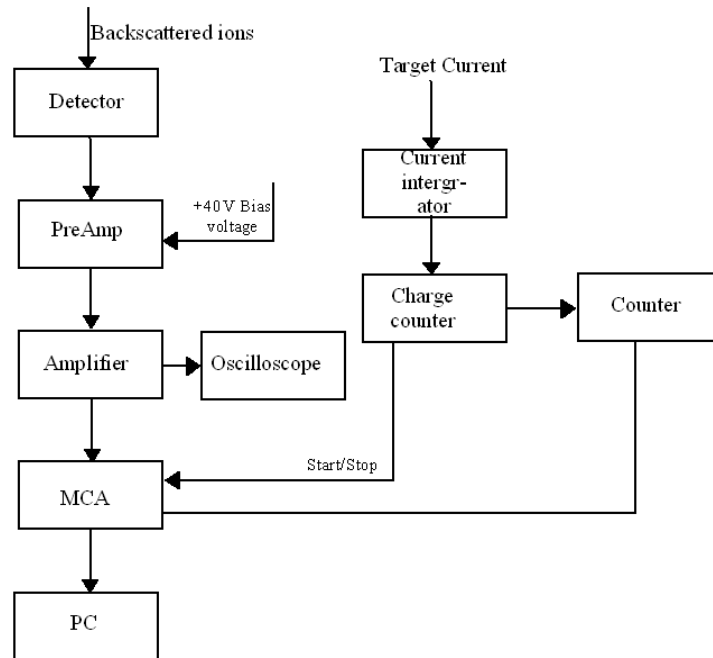 Backscattered ions
Detector
Target Current
Current
intergr-
ator
+40V Bias
voltage
PreAmp
Charge
counter
Counter
Amplifier
Oscilloscope
Start/Stop
MCA
PC